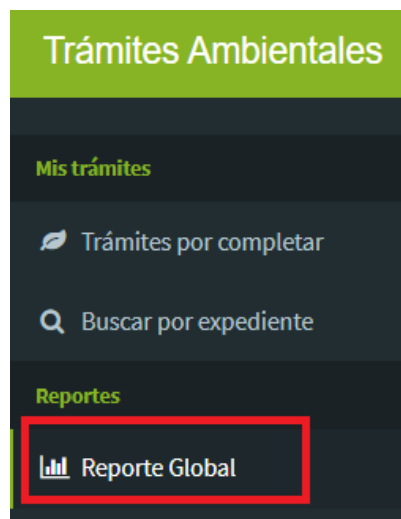 Trámites Ambientales
Mis trámites
Trámites por completar
Buscar por expediente
Reportes
Reporte Global